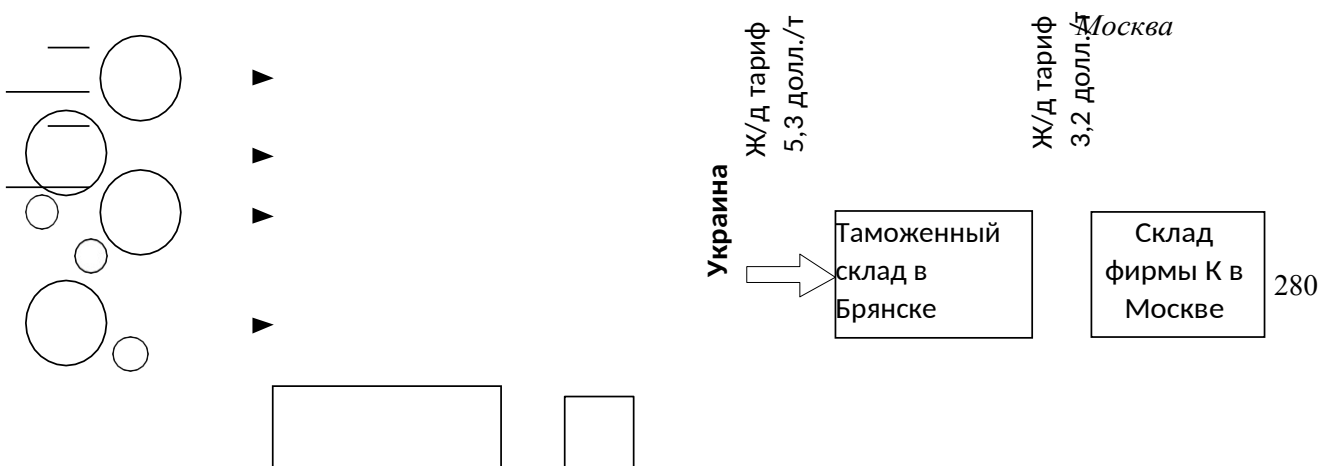 Ж/д тариф
5,3 долл./т
Ж/д тариф
3,2 долл./т
Москва
Украина
Таможенный
склад в
Брянске
Склад
фирмы К в
Москве
280